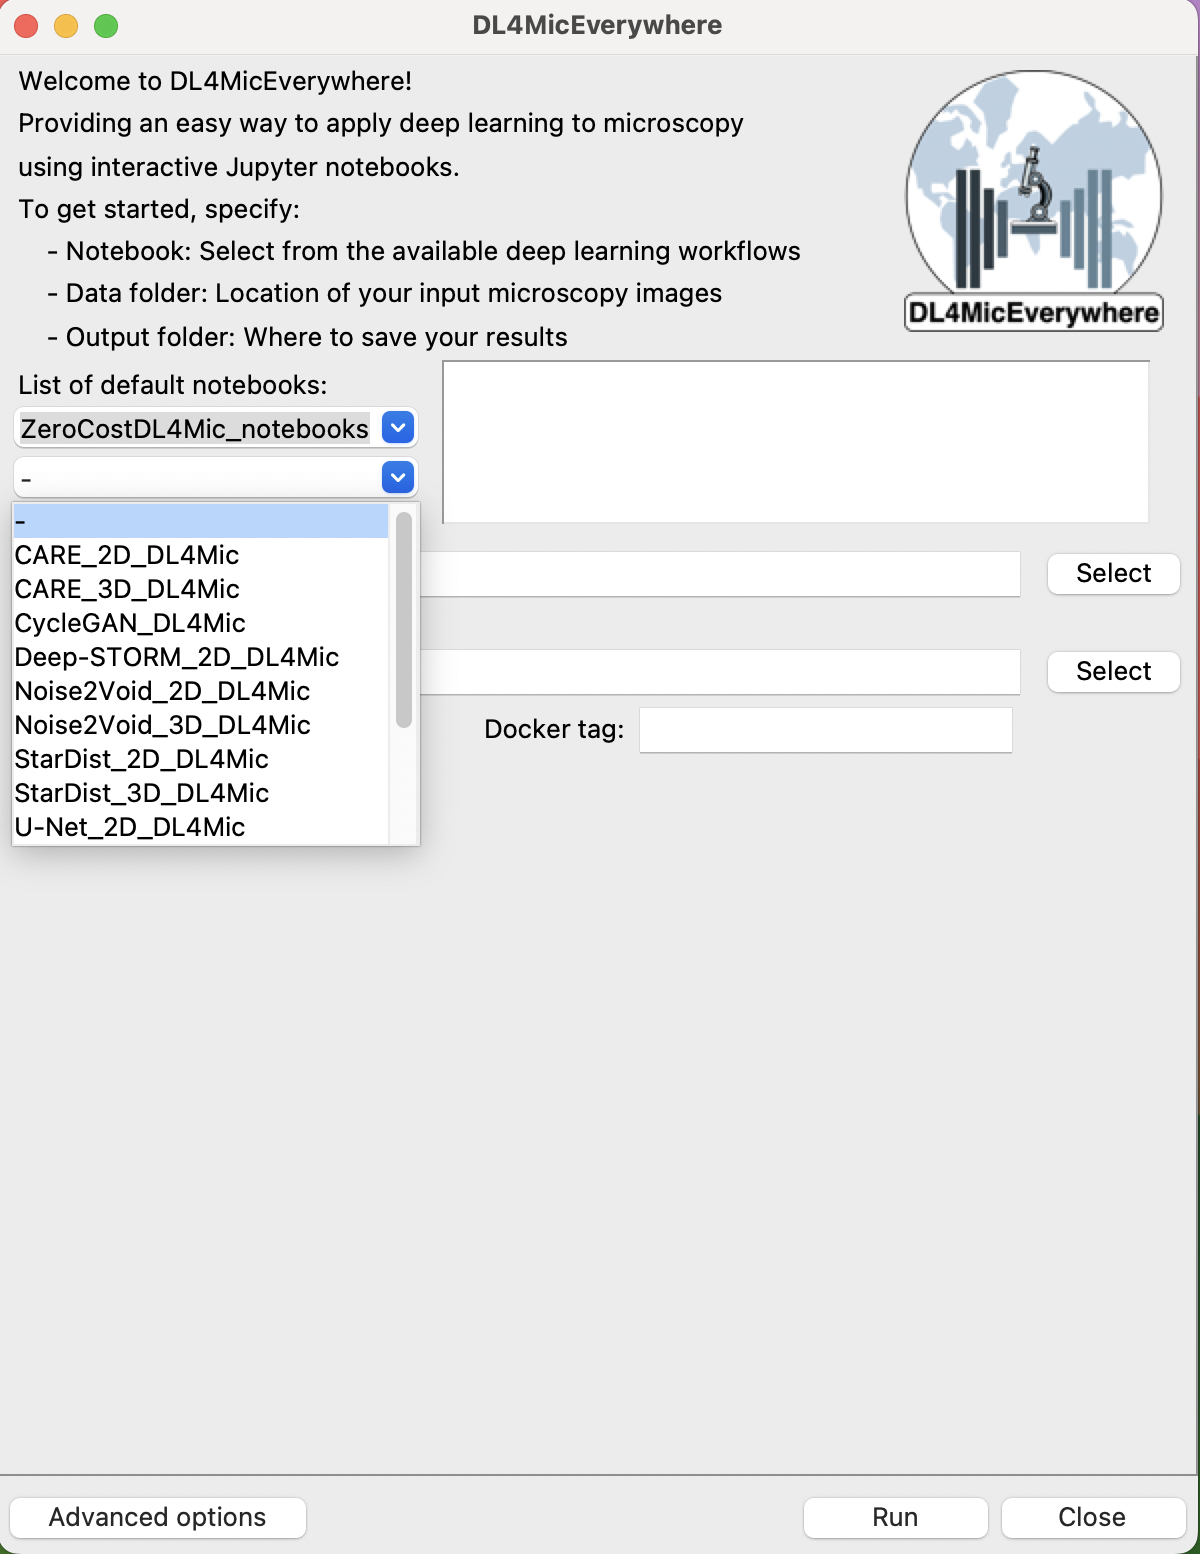 DL4MicEverywhere
Welcome to DL4MicEverywhere!
Providing an easy way to apply deep learning to microscopy
using interactive Jupyter notebooks.
To get started, specify:
- Notebook: Select from the available deep learning workflows
- Data folder: Location of your input microscopy images
- Output folder: Where to save your results
DL4MicEverywhere
List of default notebooks:
ZeroCostDL4Mic_notebooks
-
-
CARE_2D_DL4Mic
CARE_3D_DL4Mic
CycleGAN_DL4Mic
Deep-STORM_2D_DL4Mic
Noise2Void_2D_DL4Mic
Noise2Void_3D_DL4Mic
StarDist_2D_DL4Mic
StarDist_3D_DL4Mic
U-Net_2D_DL4Mic
Select
Select
Docker tag:
Advanced options
Run
Close